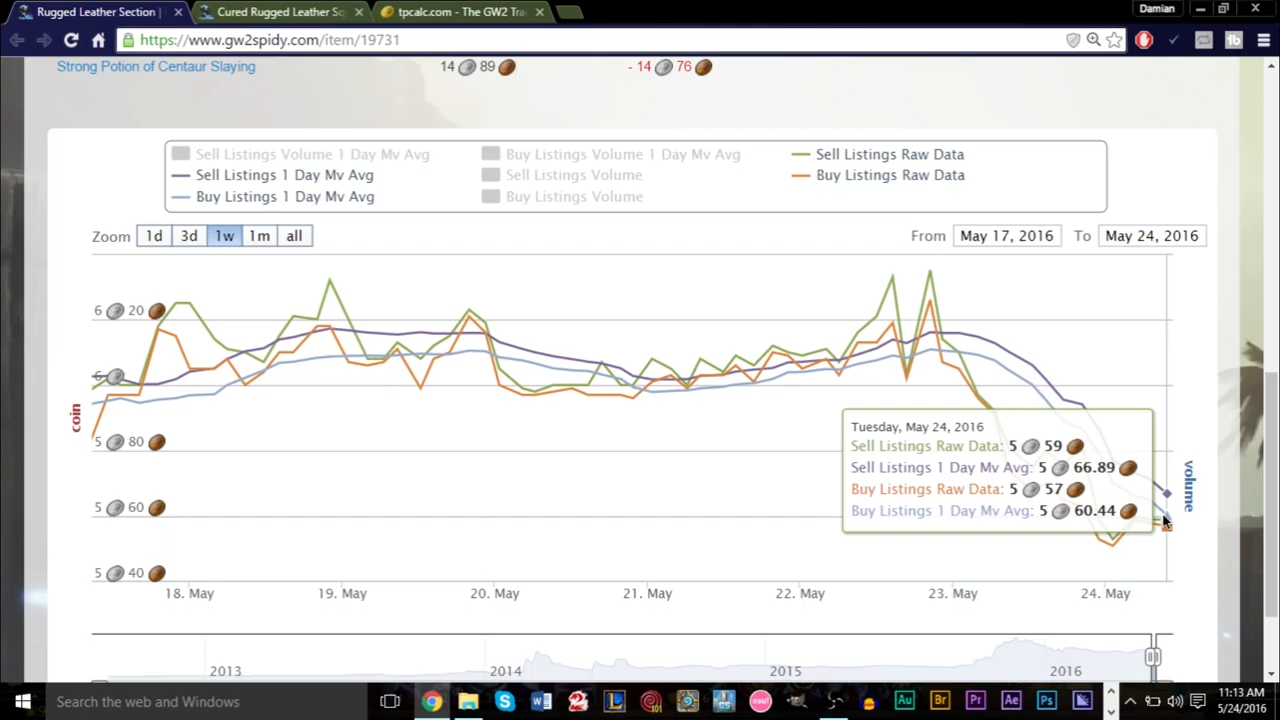 Rugged Leather Section |
Cured Rugged Leather Sq
tpcalc.com - The GW2 Tra
Damian
https://www.gw2spidy.com/item/19731
Strong Potion of Centaur Slaying 14 89 - 14 76
Sell Listings Volume 1 Day Mv Avg Buy Listings Volume 1 Day Mv Avg Sell Listings Raw Data
Sell Listings 1 Day Mv Avg Sell Listings Volume Buy Listings Raw Data
Buy Listings 1 Day Mv Avg Buy Listings Volume
Zoom 1d 3d 1w 1m all From May 17, 2016 To May 24, 2016
6 20
6
5 80
5 60
5 40
coin
volume
Tuesday, May 24, 2016
Sell Listings Raw Data: 5 59
Sell Listings 1 Day Mv Avg: 5 66.89
Buy Listings Raw Data: 5 57
Buy Listings 1 Day Mv Avg: 5 60.44
18. May 19. May 20. May 21. May 22. May 23. May 24. May
2013 2014 2015 2016
Search the web and Windows
osu!
Au Br Pr Ae Ps
11:13 AM
5/24/2016